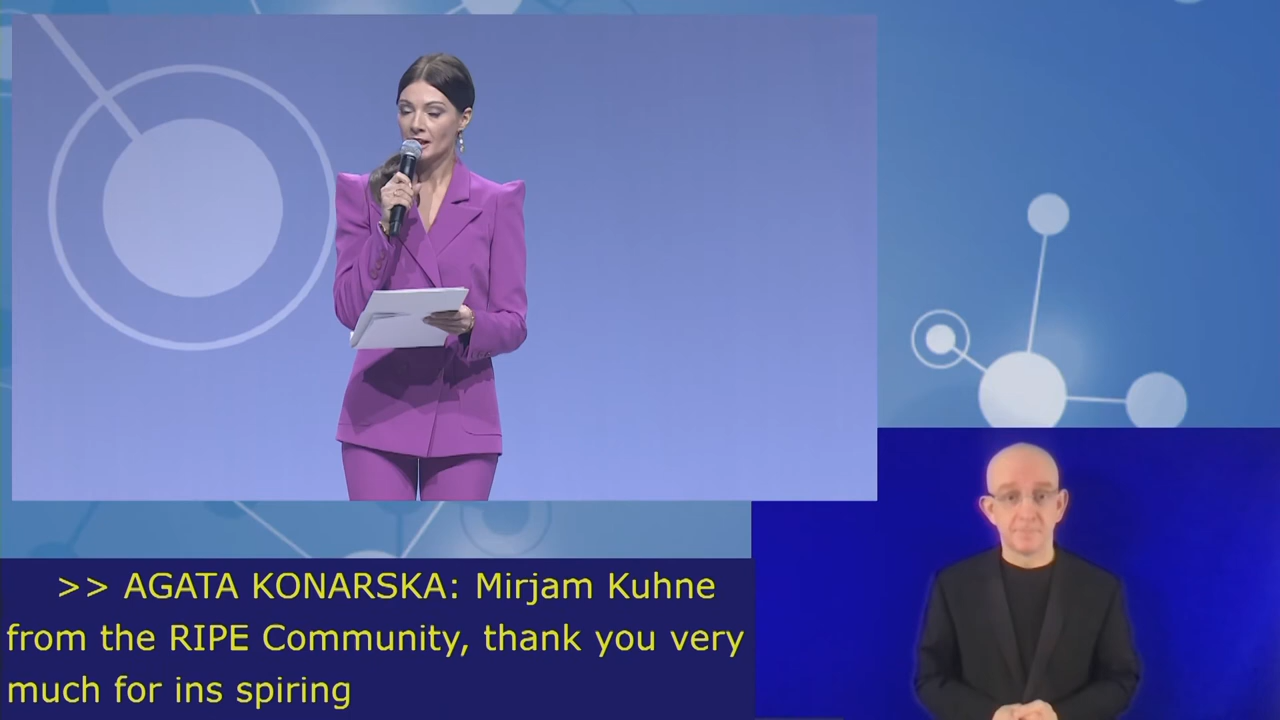 >> AGATA KONARSKA: Mirjam Kuhne
from the RIPE Community, thank you very
much for ins spiring